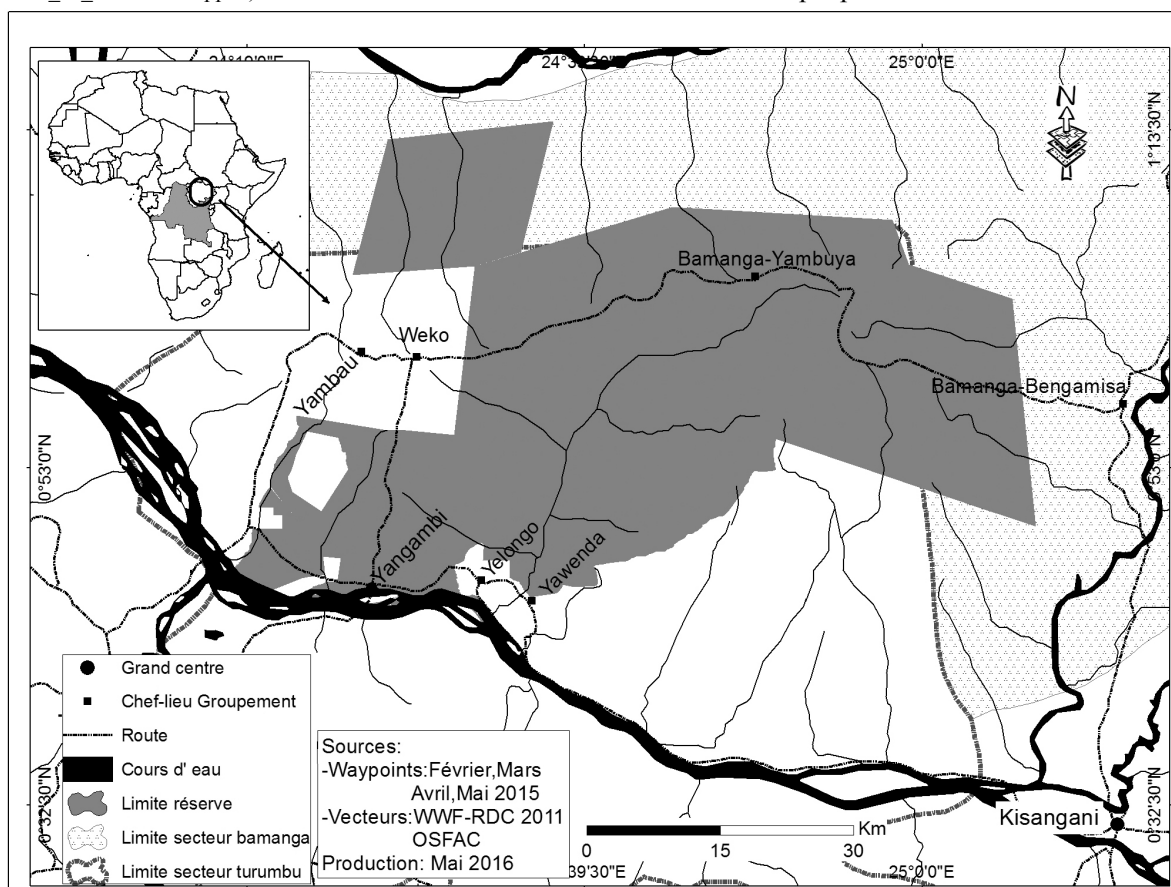 25°0'0"E
N
1°13'30"N
Bamanga-Yambuya
Weko
Yambau
Bamanga-Bengamisa
0°53'0"N
Yangambi
Yelongo
Yawenda
Grand centre
Chef-lieu Groupement
Route
Cours d' eau
Limite réserve
Limite secteur bamanga
Limite secteur turumbu
Sources:
-Waypoints:Février,Mars
Avril,Mai 2015
-Vecteurs:WWF-RDC 2011
OSFAC
Production: Mai 2016
Km
0 15 30
Kisangani
0°32'30"N
0°32'30"N
39'30"E
25°0'0"E